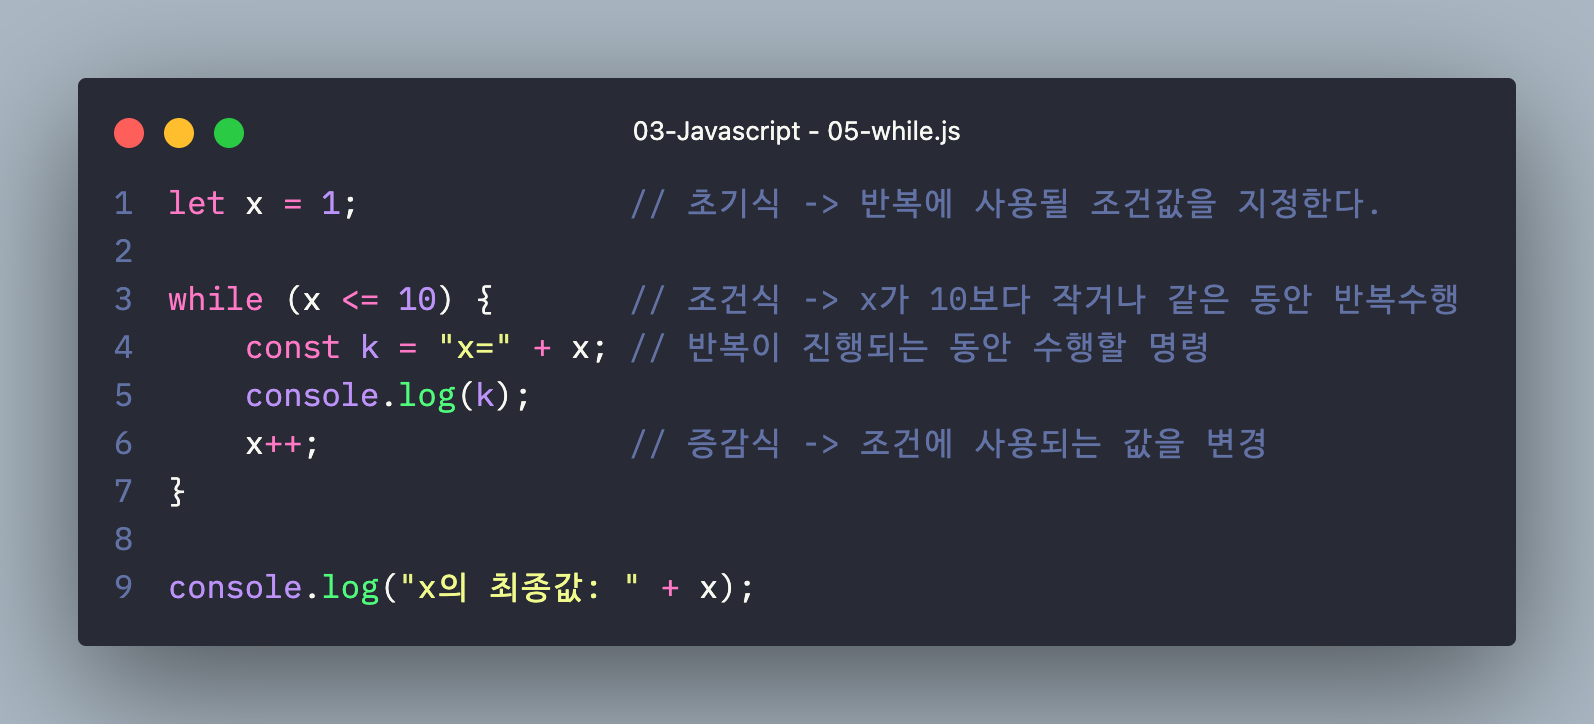 03-Javascript - 05-while.js
1 let x = 1; // 초기식 -> 반복에 사용될 조건값을 지정한다.
2
3 while (x <= 10) { // 조건식 -> x가 10보다 작거나 같은 동안 반복수행
4 const k = "x=" + x; // 반복이 진행되는 동안 수행할 명령
5 console.log(k);
6 x++; // 증감식 -> 조건에 사용되는 값을 변경
7 }
8
9 console.log("x의 최종값: " + x);